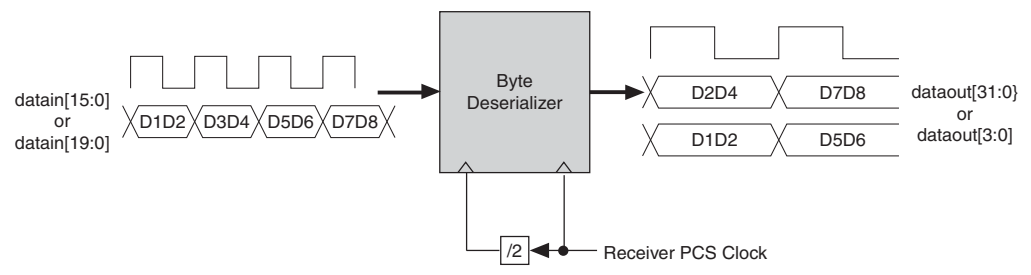 datain[15:0]
or
datain[19:0]
D1D2 D3D4 D5D6 D7D8
Byte
Deserializer
D2D4 D7D8
D1D2 D5D6
dataout[31:0}
or
dataout[3:0]
/2
Receiver PCS Clock